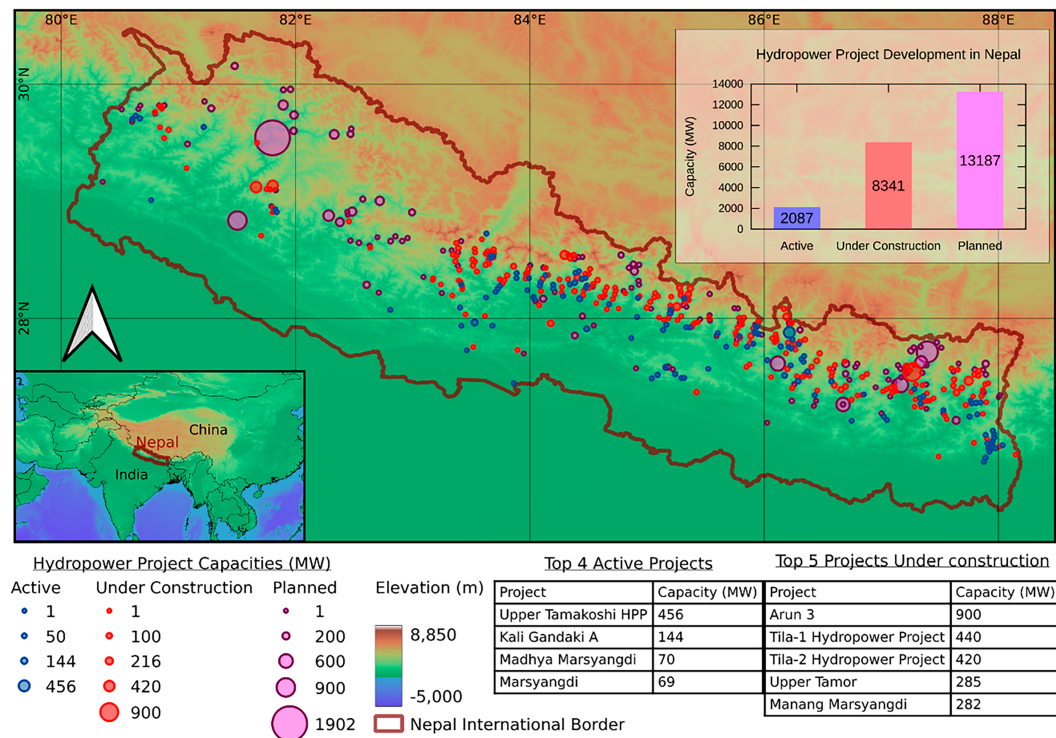 80°E 82°E 84°E 86°E 88°E
30°N
28°N
Hydropower Project Development in Nepal
Capacity (MW)
14000
12000
10000
8000
6000
4000
2000
0
2087
8341
13187
Active Under Construction Planned
China
Nepal
India
Hydropower Project Capacities (MW)
Active Under Construction Planned
1 1 1
50 100 200
144 216 600
456 420 900
900 1902
Elevation (m)
8,850
-5,000
Nepal International Border
Top 4 Active Projects
Project Capacity (MW)
Upper Tamakoshi HPP 456
Kali Gandaki A 144
Madhya Marsyangdi 70
Marsyangdi 69
Top 5 Projects Under construction
Project Capacity (MW)
Arun 3 900
Tila-1 Hydropower Project 440
Tila-2 Hydropower Project 420
Upper Tamor 285
Manang Marsyangdi 282